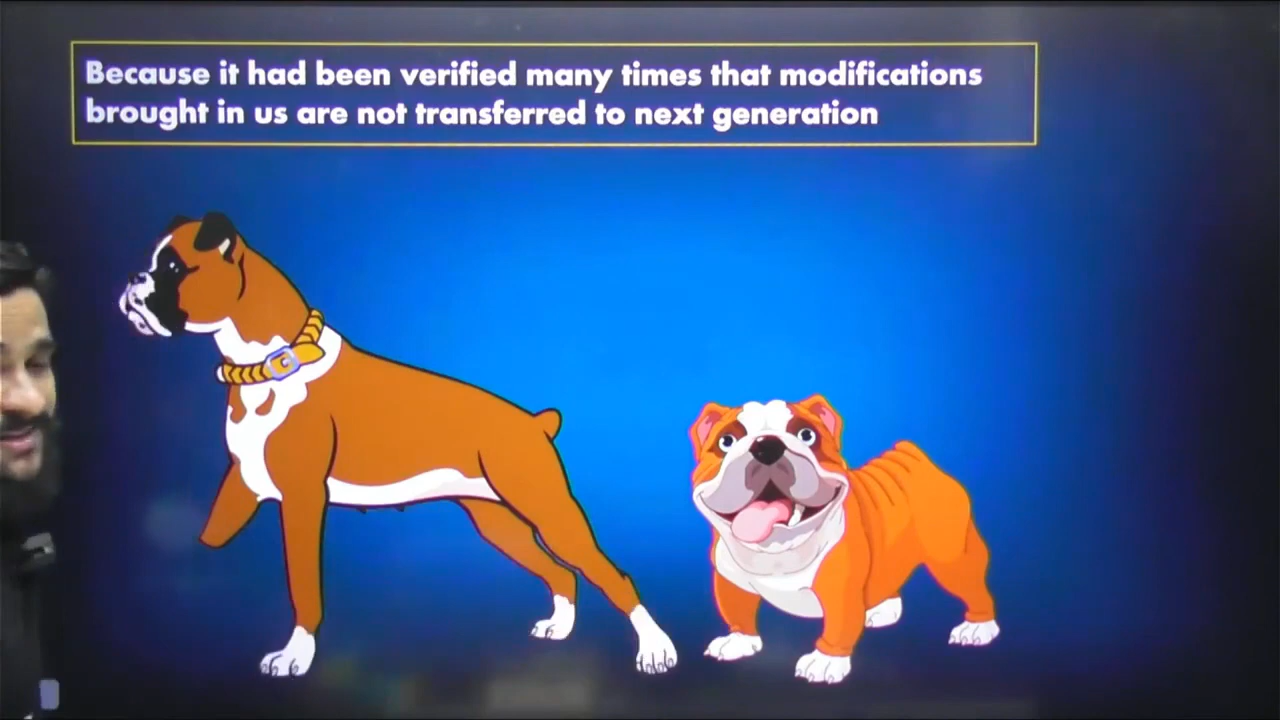 Because it had been verified many times that modifications
brought in us are not transferred to next generation